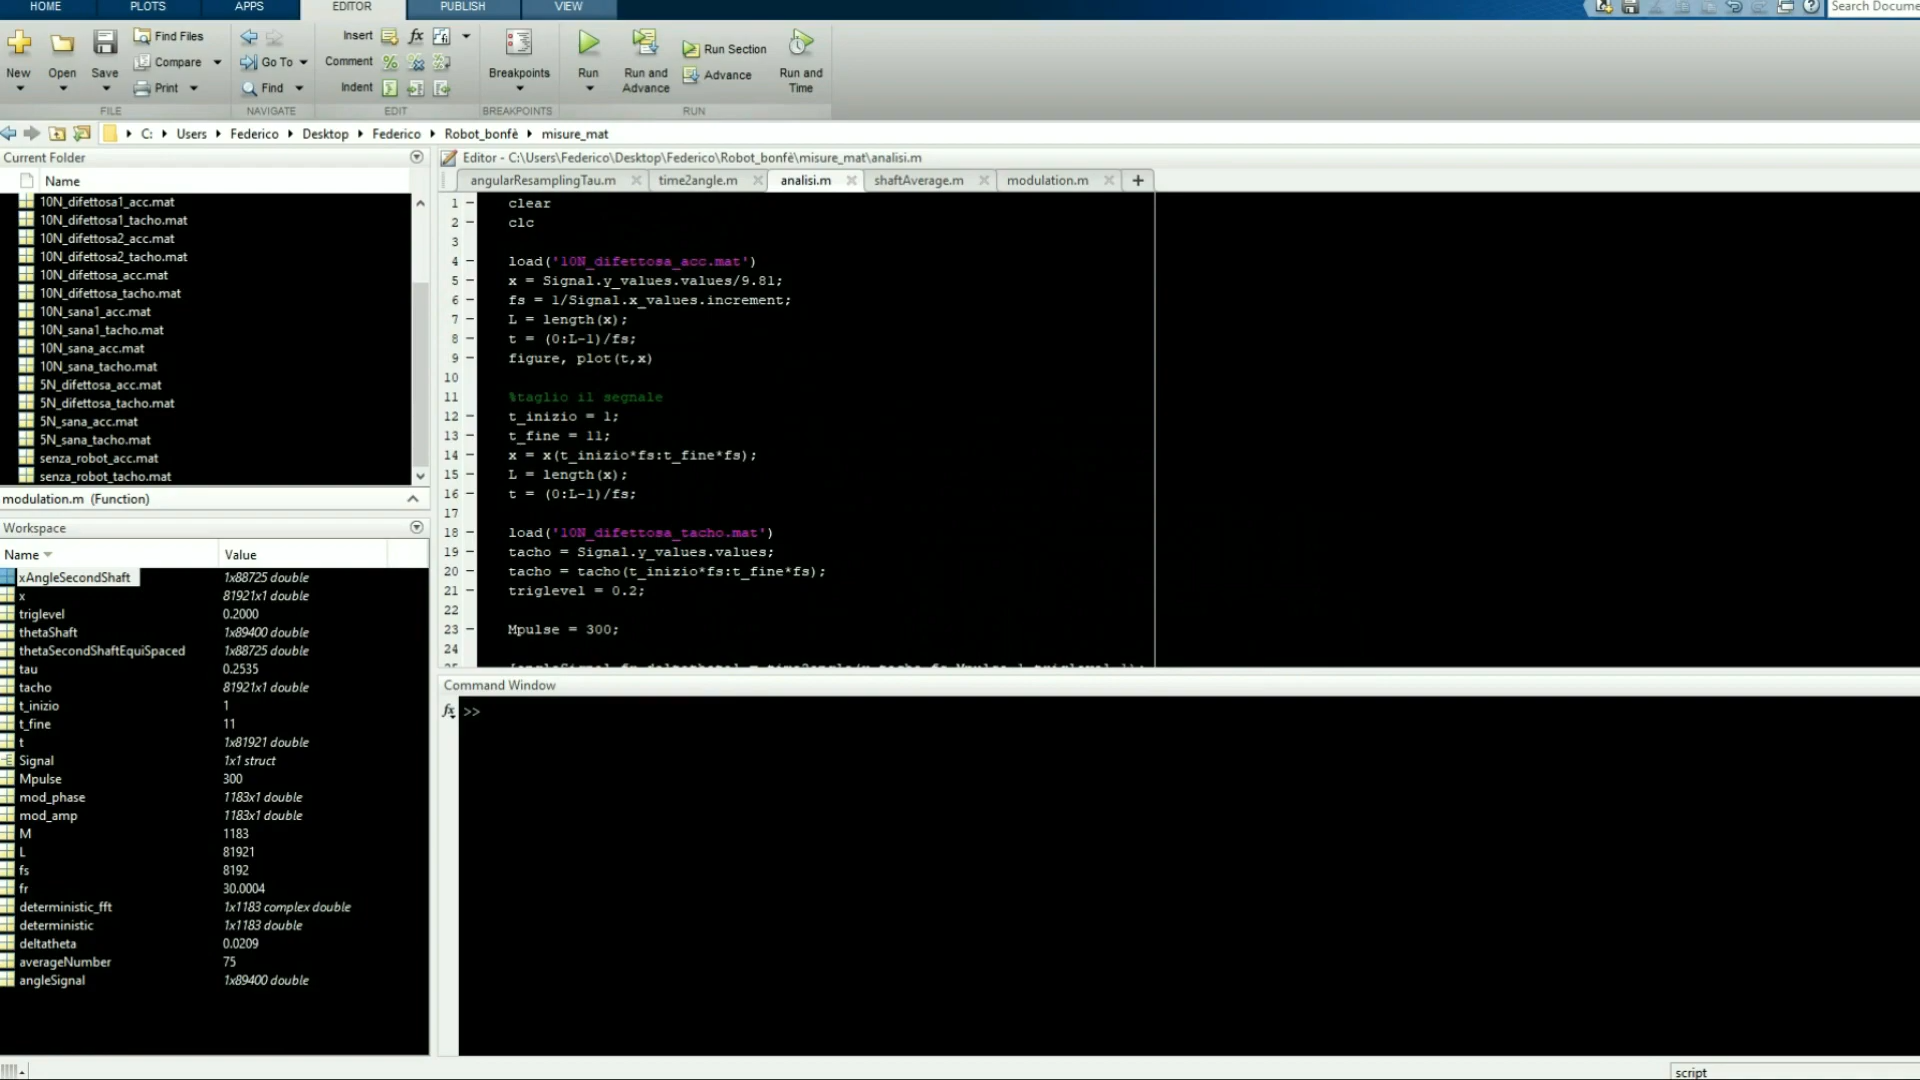 HOME PLOTS APPS EDITOR PUBLISH VIEW
Search Docume
New
Open
Save
Find Files
Compare
Print
FILE
Go To
Find
NAVIGATE
Insert fx
Comment
Indent
EDIT
Breakpoints
BREAKPOINTS
Run
Run and Advance
Run Section
Advance
Run and Time
RUN
C: Users Federico Desktop Federico Robot_bonfè misure_mat
Current Folder
Name
10N_difettosa1_acc.mat
10N_difettosa1_tacho.mat
10N_difettosa2_acc.mat
10N_difettosa2_tacho.mat
10N_difettosa_acc.mat
10N_difettosa_tacho.mat
10N_sana1_acc.mat
10N_sana1_tacho.mat
10N_sana_acc.mat
10N_sana_tacho.mat
5N_difettosa_acc.mat
5N_difettosa_tacho.mat
5N_sana_acc.mat
5N_sana_tacho.mat
senza_robot_acc.mat
senza_robot_tacho.mat
modulation.m (Function)
Workspace
Name Value
xAngleSecondShaft 1x88725 double
x 81921x1 double
triglevel 0.2000
thetaShaft 1x89400 double
thetaSecondShaftEquiSpaced 1x88725 double
tau 0.2535
tacho 81921x1 double
t_inizio 1
t_fine 11
t 1x81921 double
Signal 1x1 struct
Mpulse 300
mod_phase 1183x1 double
mod_amp 1183x1 double
M 1183
L 81921
fs 8192
fr 30.0004
deterministic_fft 1x1183 complex double
deterministic 1x1183 double
deltatheta 0.0209
averageNumber 75
angleSignal 1x89400 double
Editor - C:\Users\Federico\Desktop\Federico\Robot_bonfè\misure_mat\analisi.m
angularResamplingTau.m time2angle.m analisi.m shaftAverage.m modulation.m +
1 clear
2 clc
3
4 load('10N_difettosa_acc.mat')
5 x = Signal.y_values.values/9.81;
6 fs = 1/Signal.x_values.increment;
7 L = length(x);
8 t = (0:L-1)/fs;
9 figure, plot(t,x)
10
11 %taglio il segnale
12 t_inizio = 1;
13 t_fine = 11;
14 x = x(t_inizio*fs:t_fine*fs);
15 L = length(x);
16 t = (0:L-1)/fs;
17
18 load('10N_difettosa_tacho.mat')
19 tacho = Signal.y_values.values;
20 tacho = tacho(t_inizio*fs:t_fine*fs);
21 triglevel = 0.2;
22
23 Mpulse = 300;
24
Command Window
fx >>
script